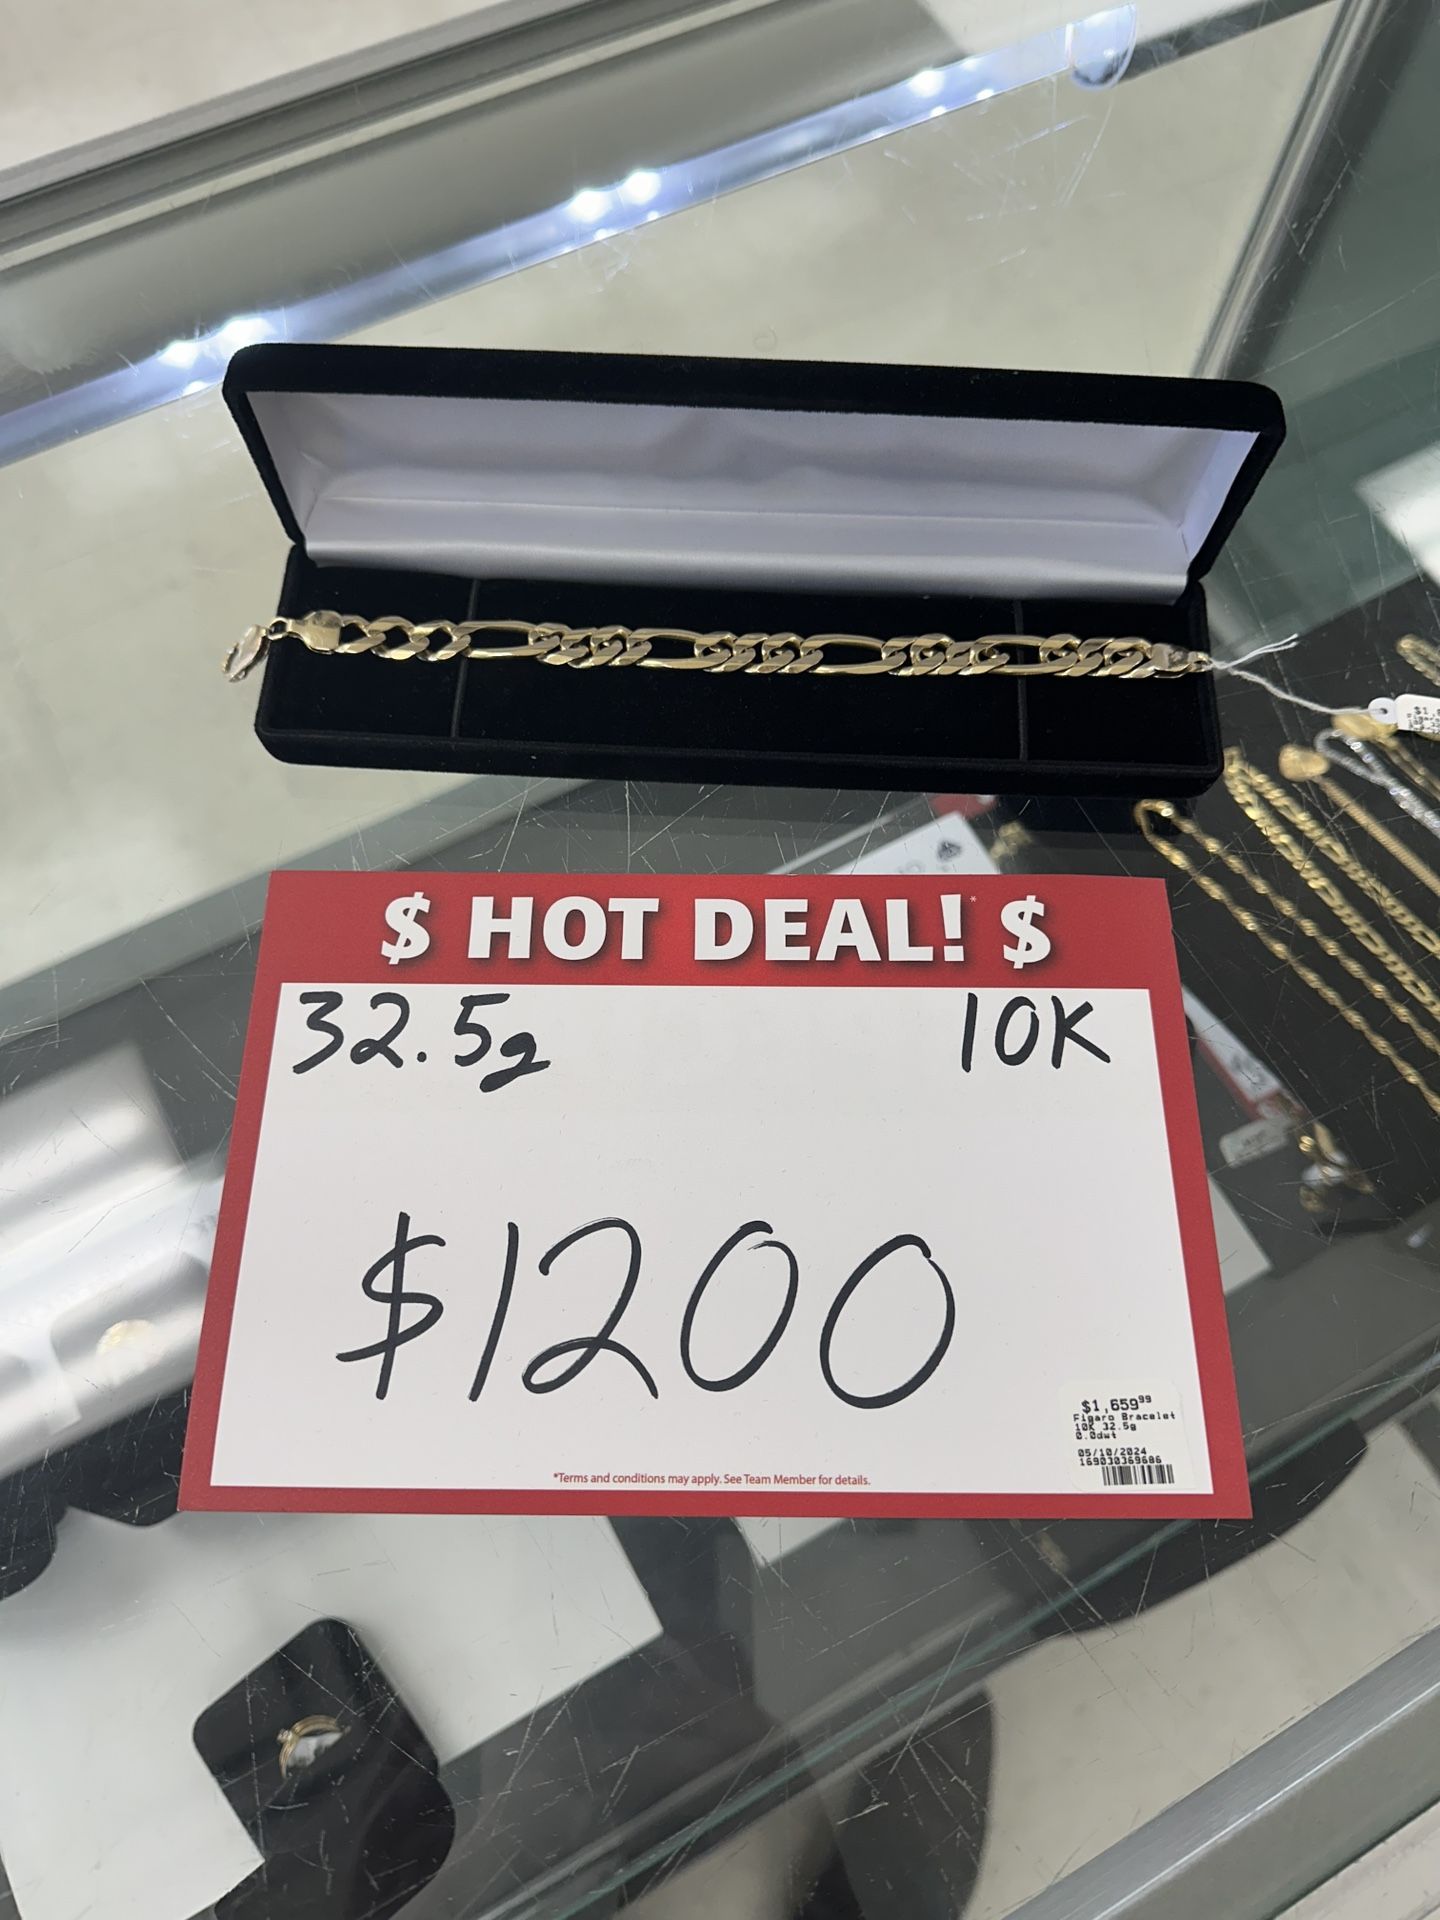 $ HOT DEAL!* $
32.5g 10K
$1200
$1,659.99
Figaro Bracelet
10K 32.5g
0.0dwt
05/10/2024
169030369686
*Terms and conditions may apply. See Team Member for details.